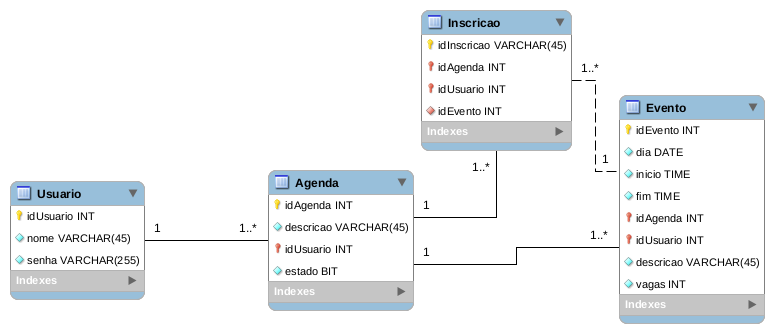 Inscricao
idInscricao VARCHAR(45)
idAgenda INT
idUsuario INT
idEvento INT
Indexes
1..*
1..*
1
Evento
idEvento INT
dia DATE
inicio TIME
fim TIME
idAgenda INT
idUsuario INT
descricao VARCHAR(45)
vagas INT
Indexes
Usuario
idUsuario INT
nome VARCHAR(45)
senha VARCHAR(255)
Indexes
1
1..*
Agenda
idAgenda INT
descricao VARCHAR(45)
idUsuario INT
estado BIT
Indexes
1
1
1..*